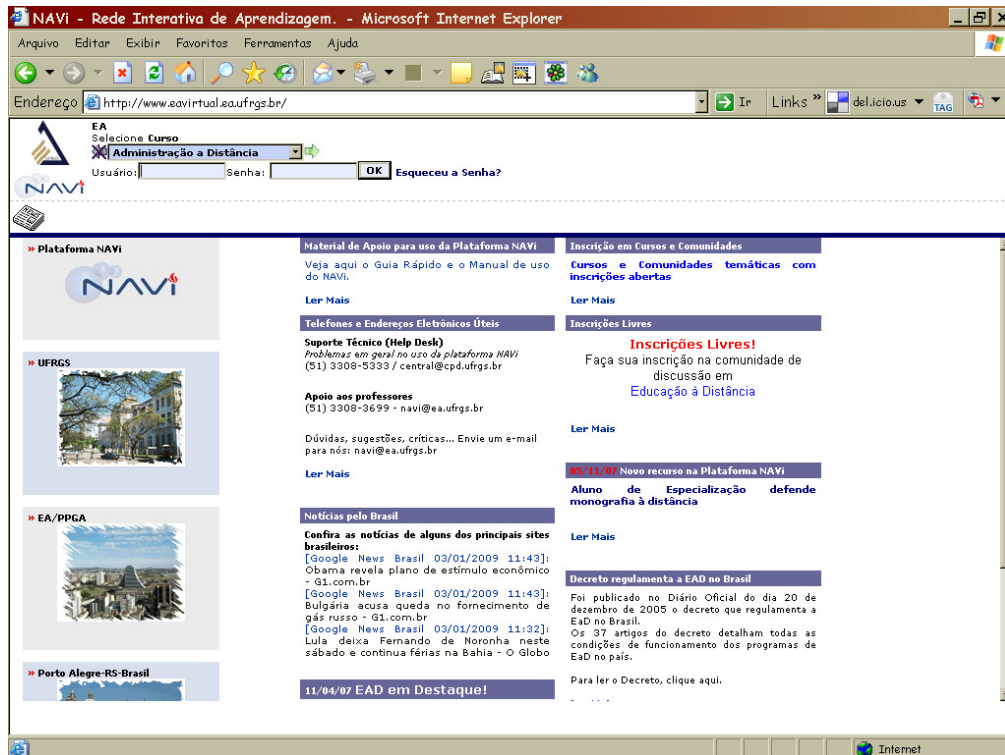 NAVi - Rede Interativa de Aprendizagem. - Microsoft Internet Explorer
Arquivo Editar Exibir Favoritos Ferramentas Ajuda
Endereço http://www.eavirtual.ea.ufrgs.br/ Ir Links » del.icio.us TAG
EA
Selecione Curso
Administração a Distância
Usuário: Senha: OK Esqueceu a Senha?
NAVi
» Plataforma NAVi
NAVi
» UFRGS
» EA/PPGA
» Porto Alegre-RS-Brasil
Material de Apoio para uso da Plataforma NAVi
Veja aqui o Guia Rápido e o Manual de uso
do NAVi.
Ler Mais
Telefones e Endereços Eletrônicos Úteis
Suporte Técnico (Help Desk)
Problemas em geral no uso da plataforma NAVi
(51) 3308-5333 / central@cpd.ufrgs.br
Apoio aos professores
(51) 3308-3699 - navi@ea.ufrgs.br
Dúvidas, sugestões, críticas... Envie um e-mail
para nós: navi@ea.ufrgs.br
Ler Mais
Notícias pelo Brasil
Confira as notícias de alguns dos principais sites
brasileiros:
[Google News Brasil 03/01/2009 11:43]:
Obama revela plano de estímulo econômico
- G1.com.br
[Google News Brasil 03/01/2009 11:43]:
Bulgária acusa queda no fornecimento de
gás russo - G1.com.br
[Google News Brasil 03/01/2009 11:32]:
Lula deixa Fernando de Noronha neste
sábado e continua férias na Bahia - O Globo
11/04/07 EAD em Destaque!
Inscrição em Cursos e Comunidades
Cursos e Comunidades temáticas com
inscrições abertas
Ler Mais
Inscrições Livres
Inscrições Livres!
Faça sua inscrição na comunidade de
discussão em
Educação à Distância
Ler Mais
05/11/07 Novo recurso na Plataforma NAVi
Aluno de Especialização defende
monografia à distância
Ler Mais
Decreto regulamenta a EAD no Brasil
Foi publicado no Diário Oficial do dia 20 de
dezembro de 2005 o decreto que regulamenta a
EaD no Brasil.
Os 37 artigos do decreto detalham todas as
condições de funcionamento dos programas de
EaD no país.
Para ler o Decreto, clique aqui.
Internet